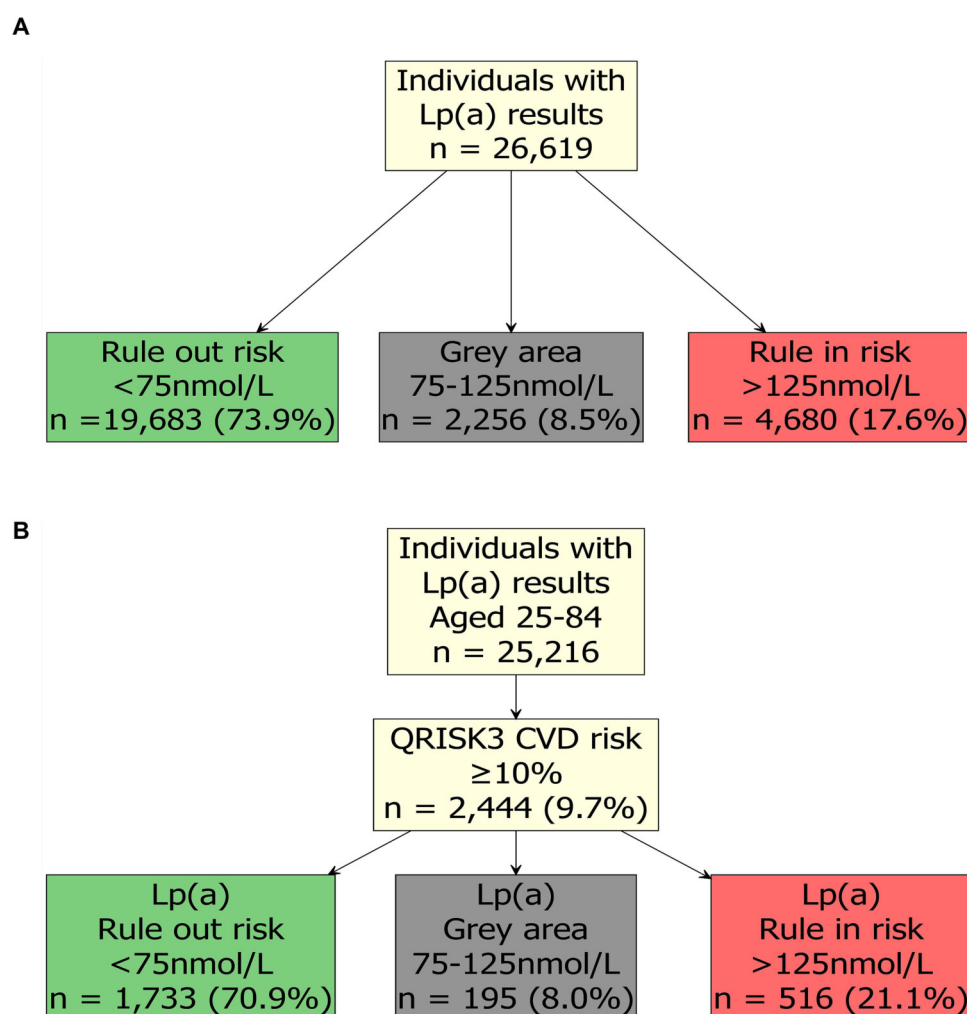 A
Individuals with
Lp(a) results
n = 26,619
Rule out risk
<75nmol/L
n =19,683 (73.9%)
Grey area
75-125nmol/L
n = 2,256 (8.5%)
Rule in risk
>125nmol/L
n = 4,680 (17.6%)
B
Individuals with
Lp(a) results
Aged 25-84
n = 25,216
QRISK3 CVD risk
≥10%
n = 2,444 (9.7%)
Lp(a)
Rule out risk
<75nmol/L
n = 1,733 (70.9%)
Lp(a)
Grey area
75-125nmol/L
n = 195 (8.0%)
Lp(a)
Rule in risk
>125nmol/L
n = 516 (21.1%)